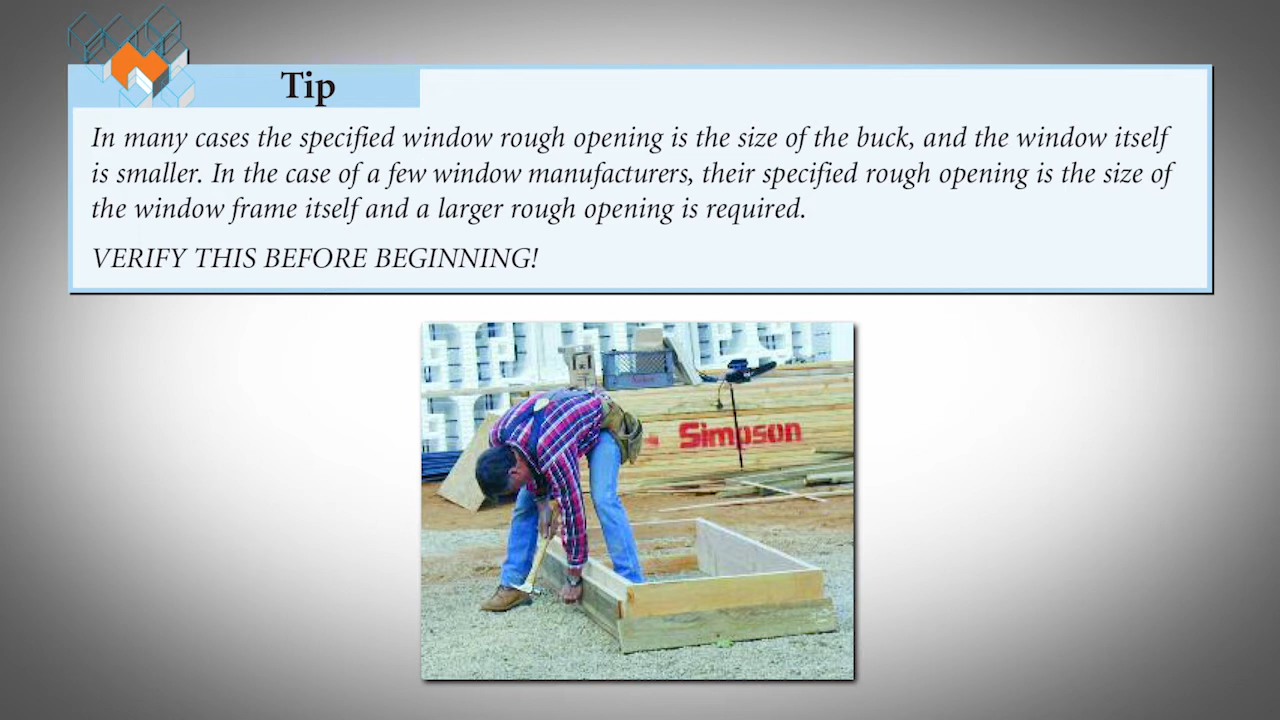 Tip
In many cases the specified window rough opening is the size of the buck, and the window itself
is smaller. In the case of a few window manufacturers, their specified rough opening is the size of
the window frame itself and a larger rough opening is required.
VERIFY THIS BEFORE BEGINNING!
Simpson